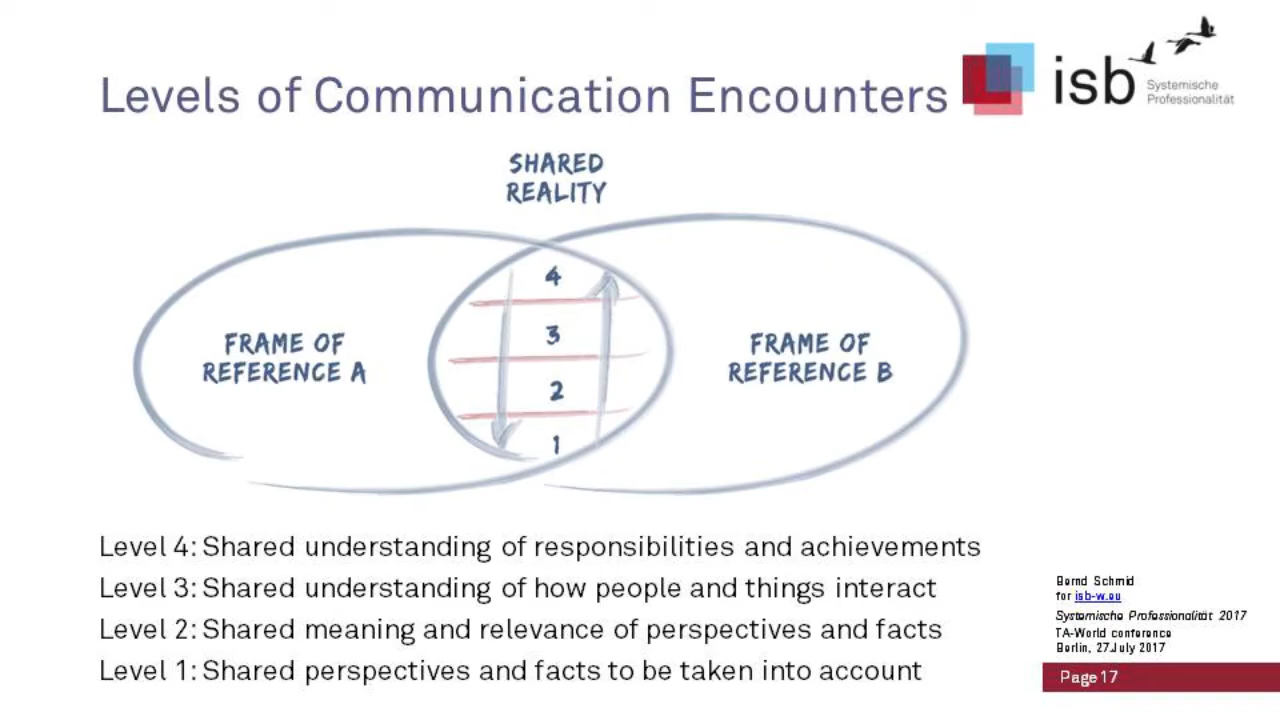 Levels of Communication Encounters
isb
Systemische
Professionalität
SHARED
REALITY
4
3
2
1
FRAME OF
REFERENCE A
FRAME OF
REFERENCE B
Level 4: Shared understanding of responsibilities and achievements
Level 3: Shared understanding of how people and things interact
Level 2: Shared meaning and relevance of perspectives and facts
Level 1: Shared perspectives and facts to be taken into account
Bernd Schmid
for isb-w.eu
Systemische Professionalität 2017
TA-World conference
Berlin, 27.July 2017
Page 17